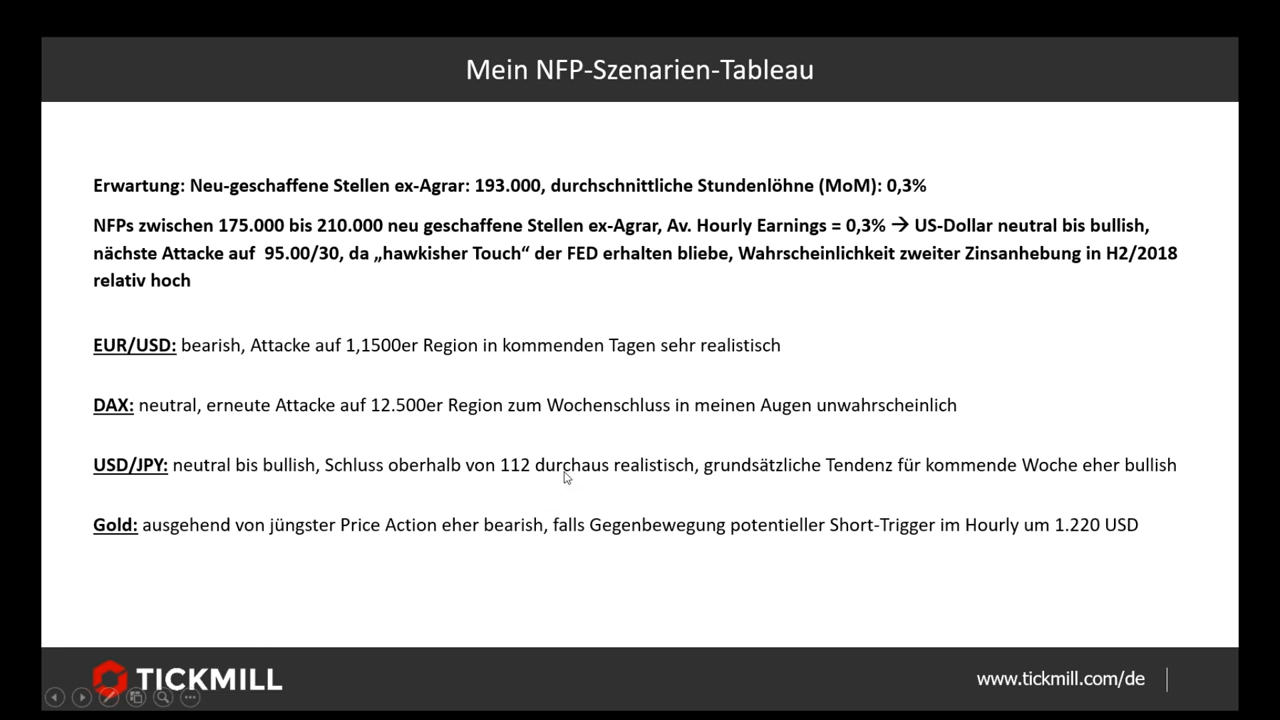 Mein NFP-Szenarien-Tableau
Erwartung: Neu-geschaffene Stellen ex-Agrar: 193.000, durchschnittliche Stundenlöhne (MoM): 0,3%
NFPs zwischen 175.000 bis 210.000 neu geschaffene Stellen ex-Agrar, Av. Hourly Earnings = 0,3% → US-Dollar neutral bis bullish,
nächste Attacke auf  95.00/30, da „hawkisher Touch“ der FED erhalten bliebe, Wahrscheinlichkeit zweiter Zinsanhebung in H2/2018
relativ hoch
EUR/USD: bearish, Attacke auf 1,1500er Region in kommenden Tagen sehr realistisch
DAX: neutral, erneute Attacke auf 12.500er Region zum Wochenschluss in meinen Augen unwahrscheinlich
USD/JPY: neutral bis bullish, Schluss oberhalb von 112 durchaus realistisch, grundsätzliche Tendenz für kommende Woche eher bullish
Gold: ausgehend von jüngster Price Action eher bearish, falls Gegenbewegung potentieller Short-Trigger im Hourly um 1.220 USD
TICKMILL
www.tickmill.com/de